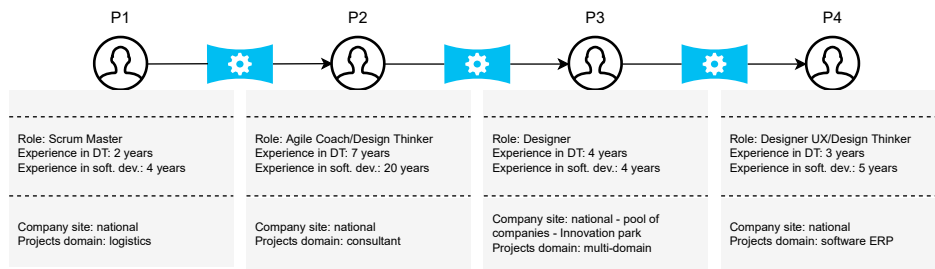 P1
P2
P3
P4
Role: Scrum Master
Experience in DT: 2 years
Experience in soft. dev.: 4 years
Company site: national
Projects domain: logistics
Role: Agile Coach/Design Thinker
Experience in DT: 7 years
Experience in soft. dev.: 20 years
Company site: national
Projects domain: consultant
Role: Designer
Experience in DT: 4 years
Experience in soft. dev.: 4 years
Company site: national - pool of
companies - Innovation park
Projects domain: multi-domain
Role: Designer UX/Design Thinker
Experience in DT: 3 years
Experience in soft. dev.: 5 years
Company site: national
Projects domain: software ERP